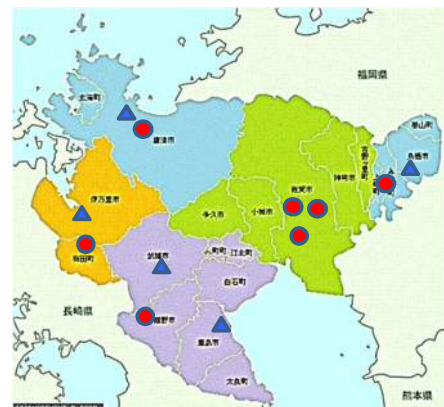 福岡県
玄海町
唐津市
基山町
鳥栖市
吉野ヶ里町
神埼市
佐賀市
伊万里市
多久市
小城市
有田町
武雄市
大町町
江北町
白石町
長崎県
嬉野市
鹿島市
太良町
熊本県